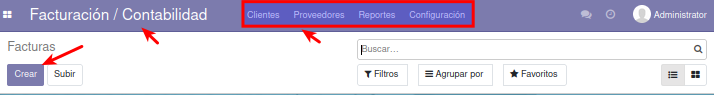 Facturación / Contabilidad Clientes Proveedores Reportes Configuración Administrator
Facturas Buscar...
Crear Subir Filtros Agrupar por Favoritos